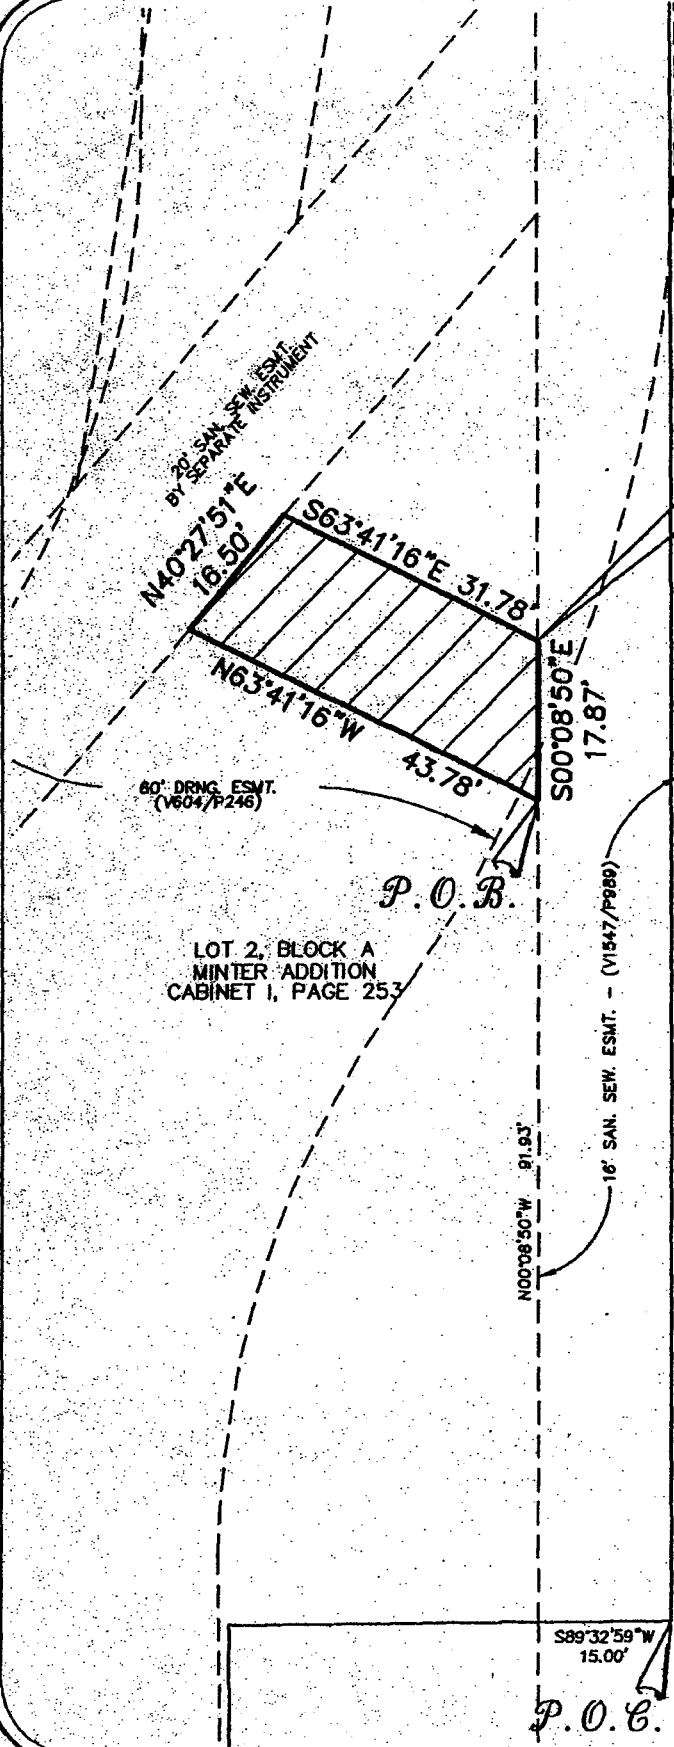 20' SAN. SEW. ESMT.
BY SEPARATE INSTRUMENT
N40°27'51"E
16.50'
S63°41'16"E 31.78'
N63°41'16"W
43.78'
S00°08'50"E
17.87'
60' DRNG. ESMT.
(V604/P246)
P.O.B.
LOT 2, BLOCK A
MINTER ADDITION
CABINET I, PAGE 253
16' SAN. SEW. ESMT. - (V1547/P989)
N00°08'50"W 91.93'
S89°32'59"W
15.00'
P.O.C.